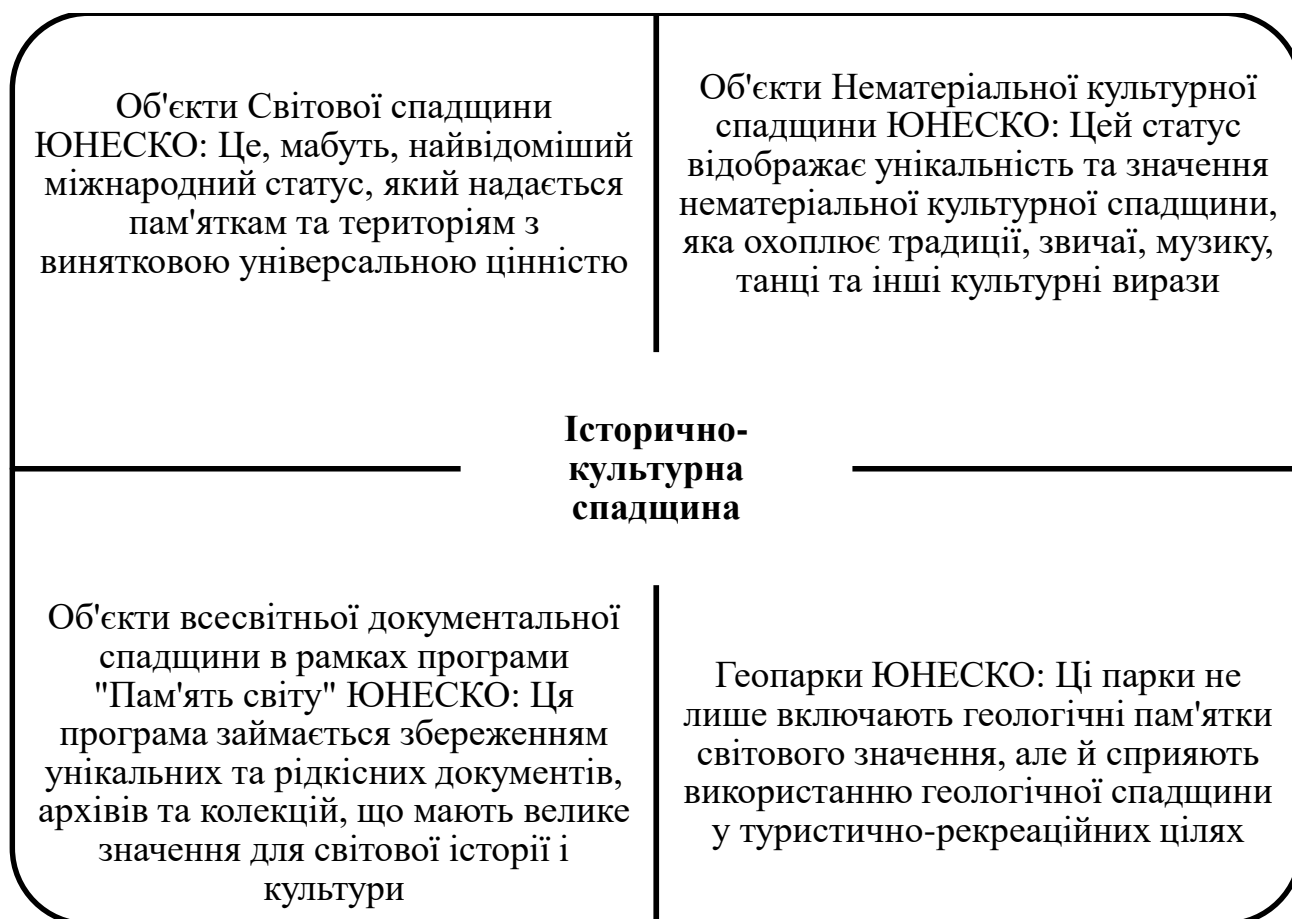 Об'єкти Світової спадщини
ЮНЕСКО: Це, мабуть, найвідоміший
міжнародний статус, який надається
пам'яткам та територіям з
винятковою універсальною цінністю
Об'єкти Нематеріальної культурної
спадщини ЮНЕСКО: Цей статус
відображає унікальність та значення
нематеріальної культурної спадщини,
яка охоплює традиції, звичаї, музику,
танці та інші культурні вирази
Історично-
культурна
спадщина
Об'єкти всесвітньої документальної
спадщини в рамках програми
"Пам'ять світу" ЮНЕСКО: Ця
програма займається збереженням
унікальних та рідкісних документів,
архівів та колекцій, що мають велике
значення для світової історії і
культури
Геопарки ЮНЕСКО: Ці парки не
лише включають геологічні пам'ятки
світового значення, але й сприяють
використанню геологічної спадщини
у туристично-рекреаційних цілях